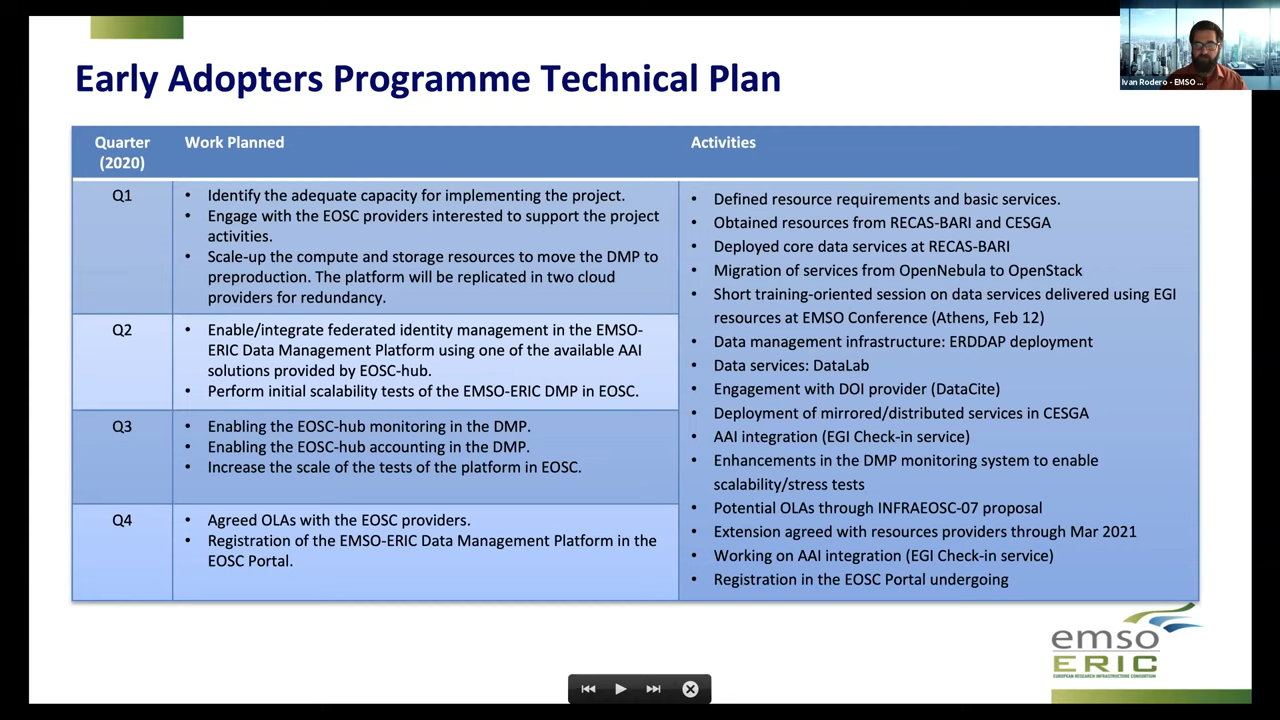 Early Adopters Programme Technical Plan
Ivan Rodero - EMSO ...
Quarter
(2020)
Work Planned
Activities
Q1
• Identify the adequate capacity for implementing the project.
• Engage with the EOSC providers interested to support the project
activities.
• Scale-up the compute and storage resources to move the DMP to
preproduction. The platform will be replicated in two cloud
providers for redundancy.
Q2
• Enable/integrate federated identity management in the EMSO-
ERIC Data Management Platform using one of the available AAI
solutions provided by EOSC-hub.
• Perform initial scalability tests of the EMSO-ERIC DMP in EOSC.
Q3
• Enabling the EOSC-hub monitoring in the DMP.
• Enabling the EOSC-hub accounting in the DMP.
• Increase the scale of the tests of the platform in EOSC.
Q4
• Agreed OLAs with the EOSC providers.
• Registration of the EMSO-ERIC Data Management Platform in the
EOSC Portal.
• Defined resource requirements and basic services.
• Obtained resources from RECAS-BARI and CESGA
• Deployed core data services at RECAS-BARI
• Migration of services from OpenNebula to OpenStack
• Short training-oriented session on data services delivered using EGI
resources at EMSO Conference (Athens, Feb 12)
• Data management infrastructure: ERDDAP deployment
• Data services: DataLab
• Engagement with DOI provider (DataCite)
• Deployment of mirrored/distributed services in CESGA
• AAI integration (EGI Check-in service)
• Enhancements in the DMP monitoring system to enable
scalability/stress tests
• Potential OLAs through INFRAEOSC-07 proposal
• Extension agreed with resources providers through Mar 2021
• Working on AAI integration (EGI Check-in service)
• Registration in the EOSC Portal undergoing
emso
ERIC
EUROPEAN RESEARCH INFRASTRUCTURE CONSORTIUM